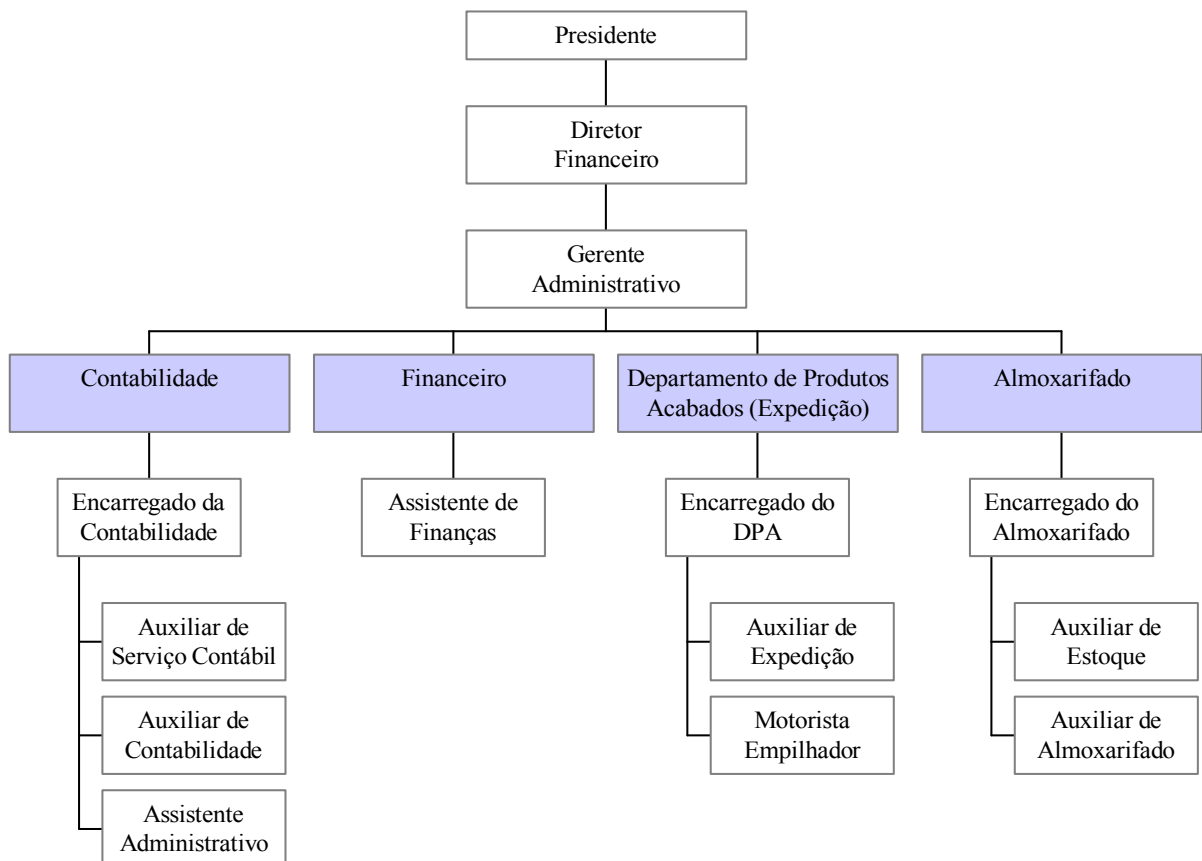 Presidente
Diretor
Financeiro
Gerente
Administrativo
Contabilidade
Financeiro
Departamento de Produtos
Acabados (Expedição)
Almoxarifado
Encarregado da
Contabilidade
Assistente de
Finanças
Encarregado do
DPA
Encarregado do
Almoxarifado
Auxiliar de
Serviço Contábil
Auxiliar de
Contabilidade
Assistente
Administrativo
Auxiliar de
Expedição
Motorista
Empilhador
Auxiliar de
Estoque
Auxiliar de
Almoxarifado